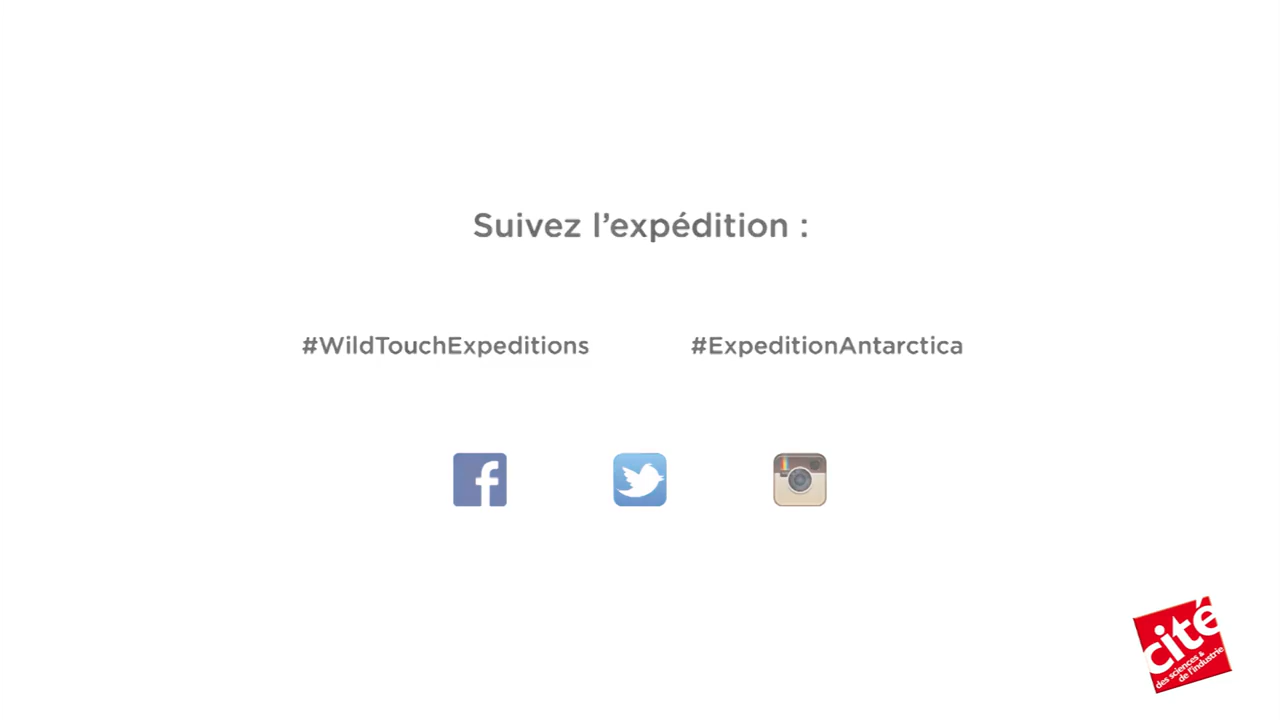 Suivez l’expédition :
#WildTouchExpeditions #ExpeditionAntarctica
cité
des sciences &
de l'industrie